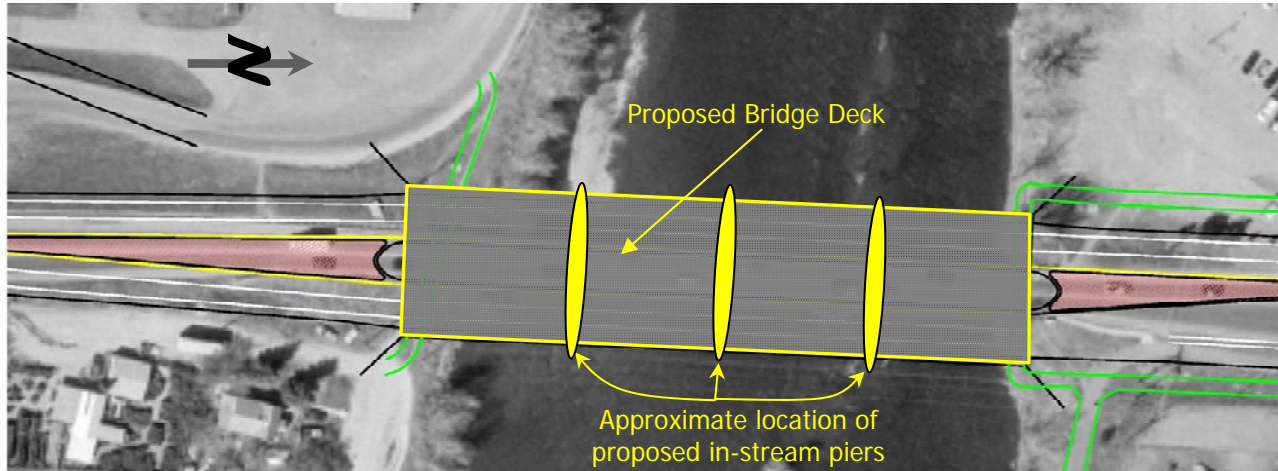 N
Proposed Bridge Deck
Approximate location of
proposed in-stream piers